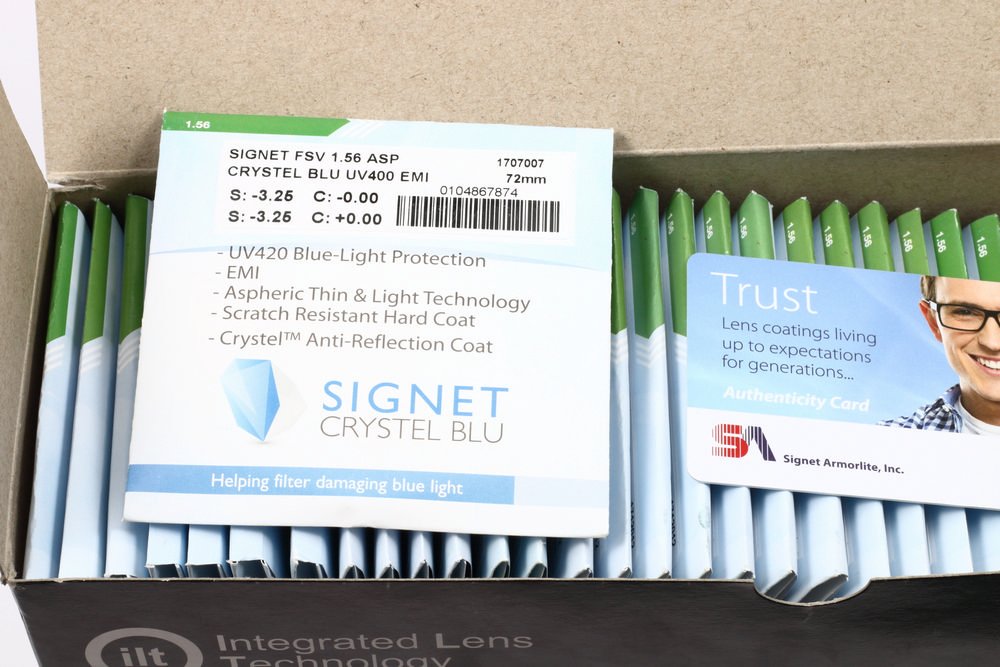 1.56
SIGNET FSV 1.56 ASP 1707007
CRYSTEL BLU UV400 EMI 72mm
0104867874
S: -3.25 C: -0.00
S: -3.25 C: +0.00
- UV420 Blue-Light Protection
- EMI
- Aspheric Thin & Light Technology
- Scratch Resistant Hard Coat
- Crystel™ Anti-Reflection Coat
SIGNET
CRYSTEL BLU
Helping filter damaging blue light
1.56
1.56
1.56
1.56
1.56
1.56
1.56
1.56
1.56
1.56
Trust
Lens coatings living
up to expectations
for generations...
Authenticity Card
SA
Signet Armorlite, Inc.
ilt
Integrated Lens
Technology